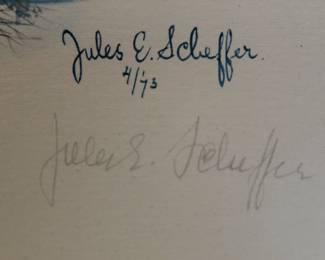 Jules E. Scheffer.
4/'73
Jules E. Scheffer